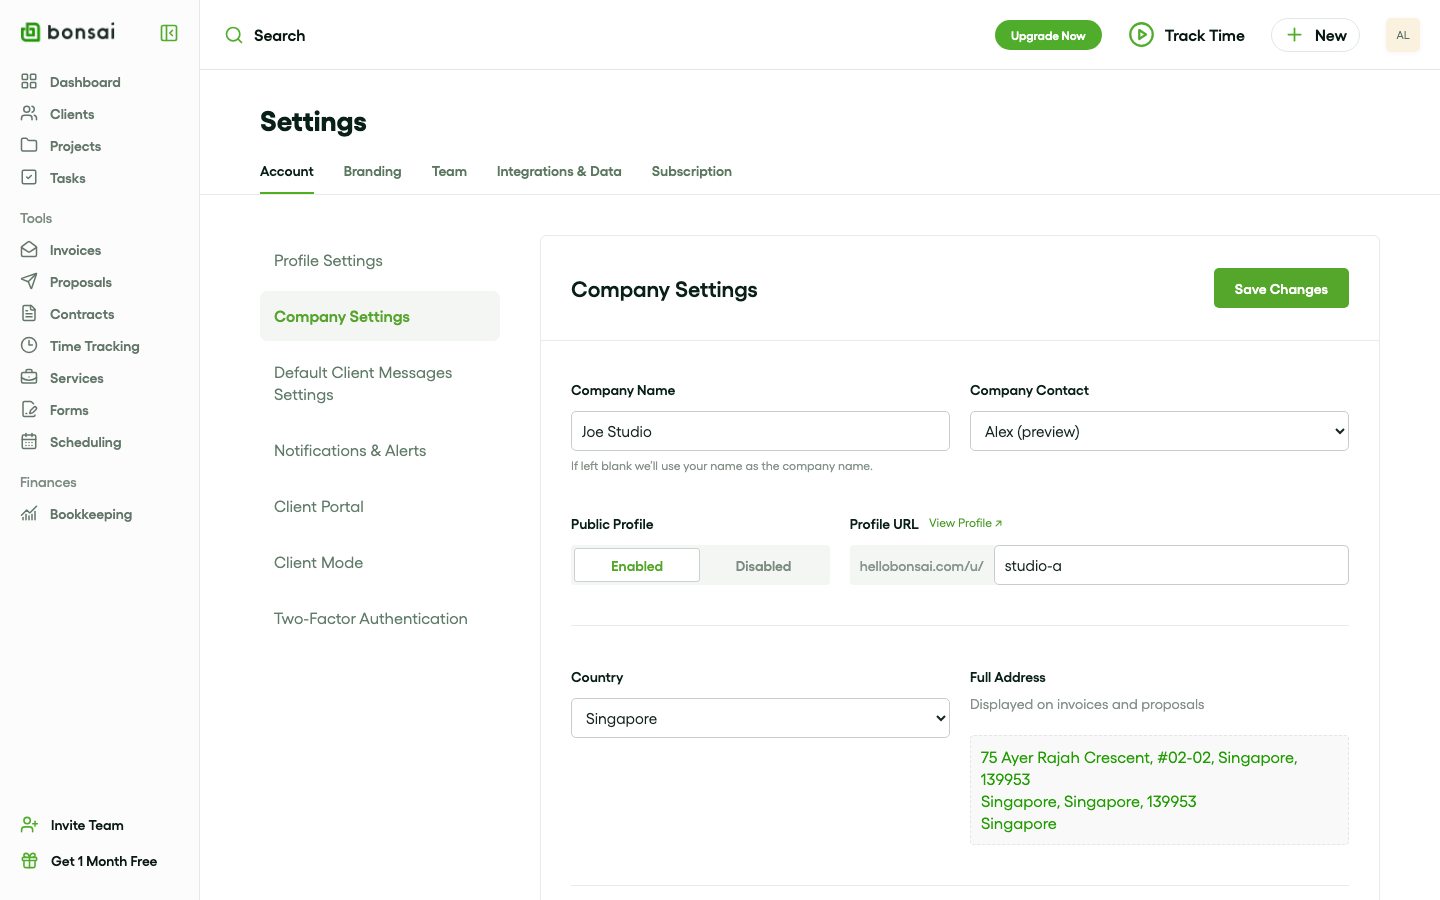 bonsai
Search
Upgrade Now
Track Time
New
AL
Dashboard
Clients
Projects
Tasks
Tools
Invoices
Proposals
Contracts
Time Tracking
Services
Forms
Scheduling
Finances
Bookkeeping
Invite Team
Get 1 Month Free
Settings
Account
Branding
Team
Integrations & Data
Subscription
Profile Settings
Company Settings
Default Client Messages
Settings
Notifications & Alerts
Client Portal
Client Mode
Two-Factor Authentication
Company Settings
Save Changes
Company Name
Joe Studio
If left blank we'll use your name as the company name.
Company Contact
Alex (preview)
Public Profile
Enabled
Disabled
Profile URL
View Profile ↗
hellobonsai.com/u/
studio-a
Country
Singapore
Full Address
Displayed on invoices and proposals
75 Ayer Rajah Crescent, #02-02, Singapore,
139953
Singapore, Singapore, 139953
Singapore